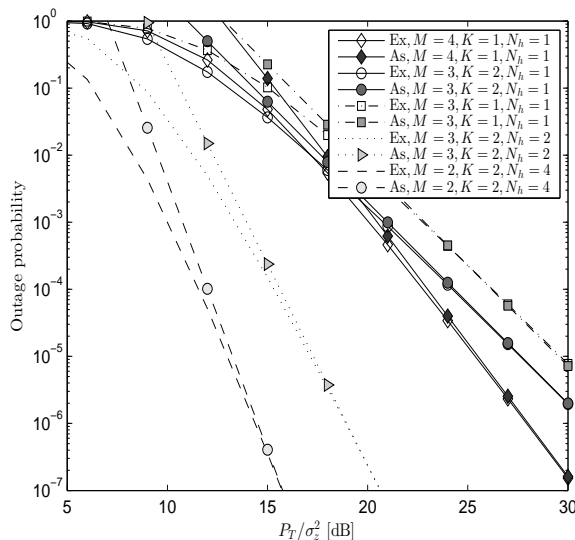 10^0
10^{-1}
10^{-2}
10^{-3}
10^{-4}
10^{-5}
10^{-6}
10^{-7}
Outage probability
5 10 15 20 25 30
P_T/σ_z^2 [dB]
Ex, M = 4, K = 1, N_h = 1
As, M = 4, K = 1, N_h = 1
Ex, M = 3, K = 2, N_h = 1
As, M = 3, K = 2, N_h = 1
Ex, M = 3, K = 1, N_h = 1
As, M = 3, K = 1, N_h = 1
Ex, M = 3, K = 2, N_h = 2
As, M = 3, K = 2, N_h = 2
Ex, M = 2, K = 2, N_h = 4
As, M = 2, K = 2, N_h = 4